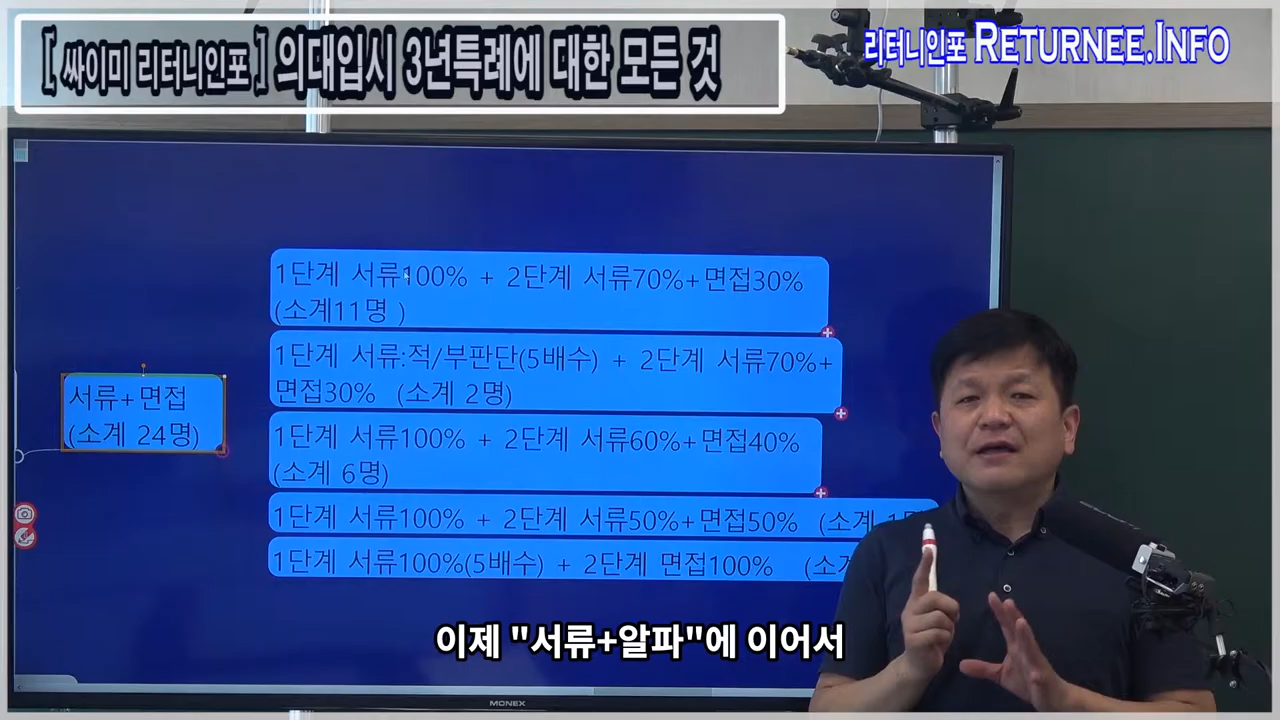 [ 싸이미 리터니인포 ] 의대입시 3년특례에 대한 모든 것
리터니인포 RETURNEE.INFO
1단계 서류100% + 2단계 서류70%+면접30%
(소계11명 )
1단계 서류:적/부판단(5배수) + 2단계 서류70%+
면접30% (소계 2명)
서류+면접
(소계 24명)
1단계 서류100% + 2단계 서류60%+면접40%
(소계 6명)
1단계 서류100% + 2단계 서류50%+면접50% (소계
1단계 서류100%(5배수) + 2단계 면접100%
이제 "서류+알파"에 이어서
MONEX